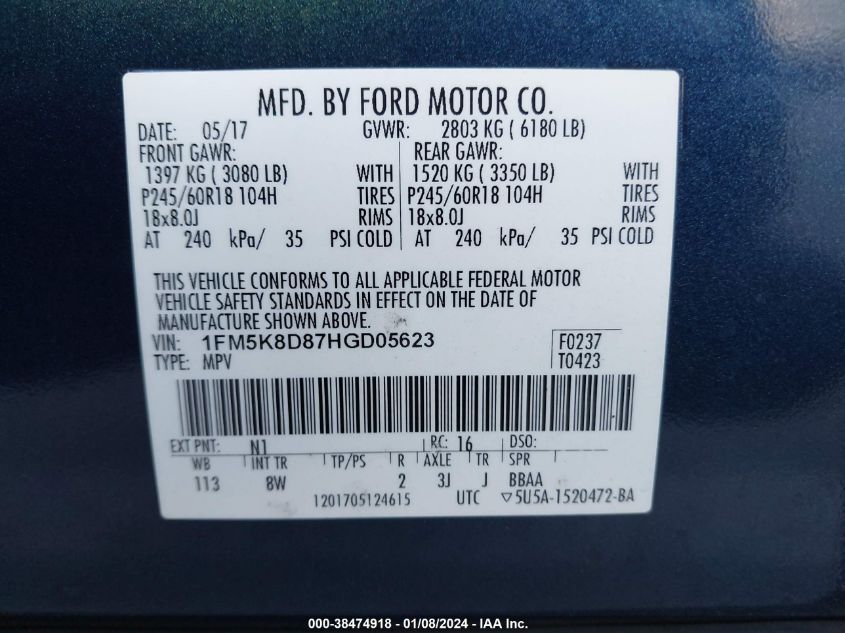 MFD. BY FORD MOTOR CO.
DATE: 05/17 GVWR: 2803 KG ( 6180 LB)
FRONT GAWR: REAR GAWR:
1397 KG ( 3080 LB) WITH 1520 KG ( 3350 LB) WITH
P245/60R18 104H TIRES P245/60R18 104H TIRES
18x8.0J RIMS 18x8.0J RIMS
AT 240 kPa/ 35 PSI COLD AT 240 kPa/ 35 PSI COLD
THIS VEHICLE CONFORMS TO ALL APPLICABLE FEDERAL MOTOR
VEHICLE SAFETY STANDARDS IN EFFECT ON THE DATE OF
MANUFACTURE SHOWN ABOVE.
VIN: 1FM5K8D87HGD05623 F0237
TYPE: MPV T0423
EXT PNT: N1 RC: 16 DSO:
WB INT TR TP/PS R AXLE TR SPR
113 8W 2 3J J BBAA
1201705124615 UTC ▽5U5A-1520472-BA
000-38474918 - 01/08/2024 - IAA Inc.